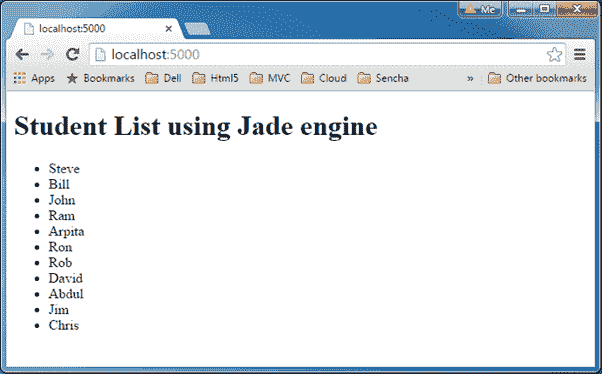 Me
localhost:5000
localhost:5000
Apps Bookmarks Dell Html5 MVC Cloud Sencha » Other bookmarks
Student List using Jade engine
• Steve
• Bill
• John
• Ram
• Arpita
• Ron
• Rob
• David
• Abdul
• Jim
• Chris